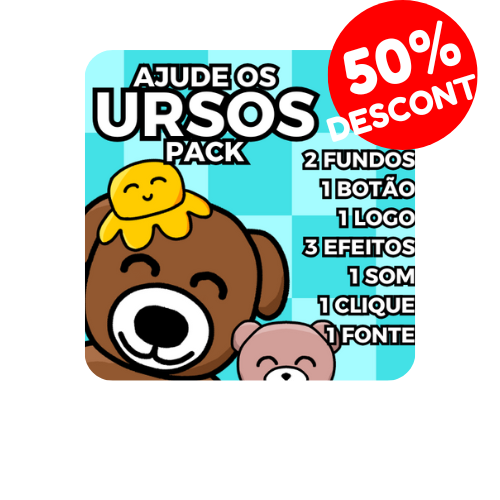 50%
DESCONT
AJUDE OS
URSOS
PACK
2 FUNDOS
1 BOTÃO
1 LOGO
3 EFEITOS
1 SOM
1 CLIQUE
1 FONTE